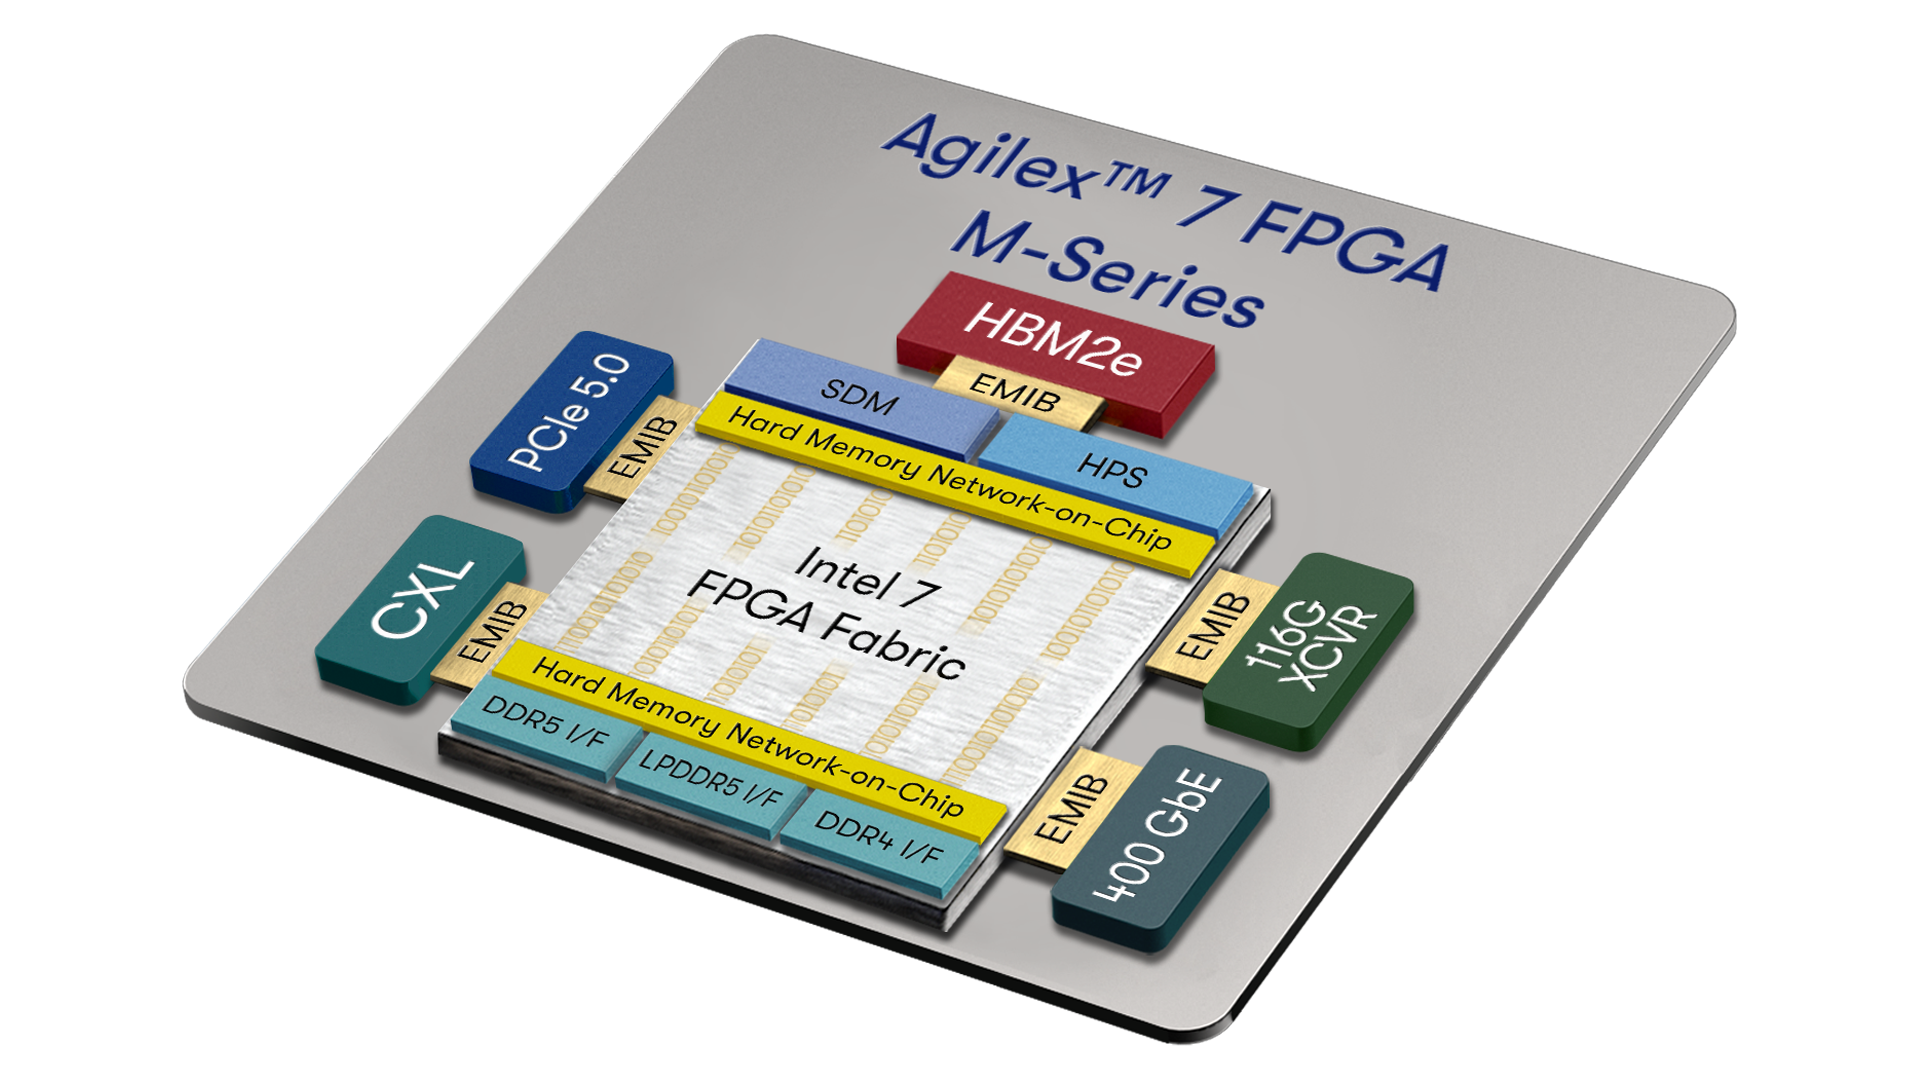 Agilex™ 7 FPGA
M-Series
HBM2e
EMIB
PCIe 5.0
EMIB
SDM
HPS
Hard Memory Network-on-Chip
CXL
EMIB
Intel 7
FPGA Fabric
EMIB
116G
XCVR
Hard Memory Network-on-Chip
DDR5 I/F
LPDDR5 I/F
DDR4 I/F
EMIB
400 GbE